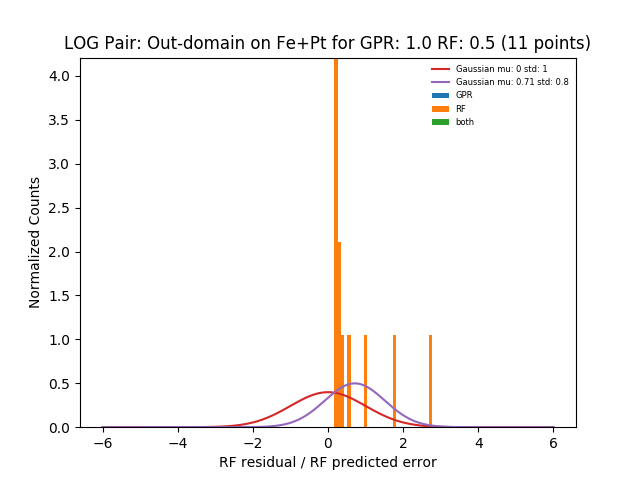 LOG Pair: Out-domain on Fe+Pt for GPR: 1.0 RF: 0.5 (11 points)
Normalized Counts
4.0
3.5
3.0
2.5
2.0
1.5
1.0
0.5
0.0
Gaussian mu: 0 std: 1
Gaussian mu: 0.71 std: 0.8
GPR
RF
both
−6 −4 −2 0 2 4 6
RF residual / RF predicted error